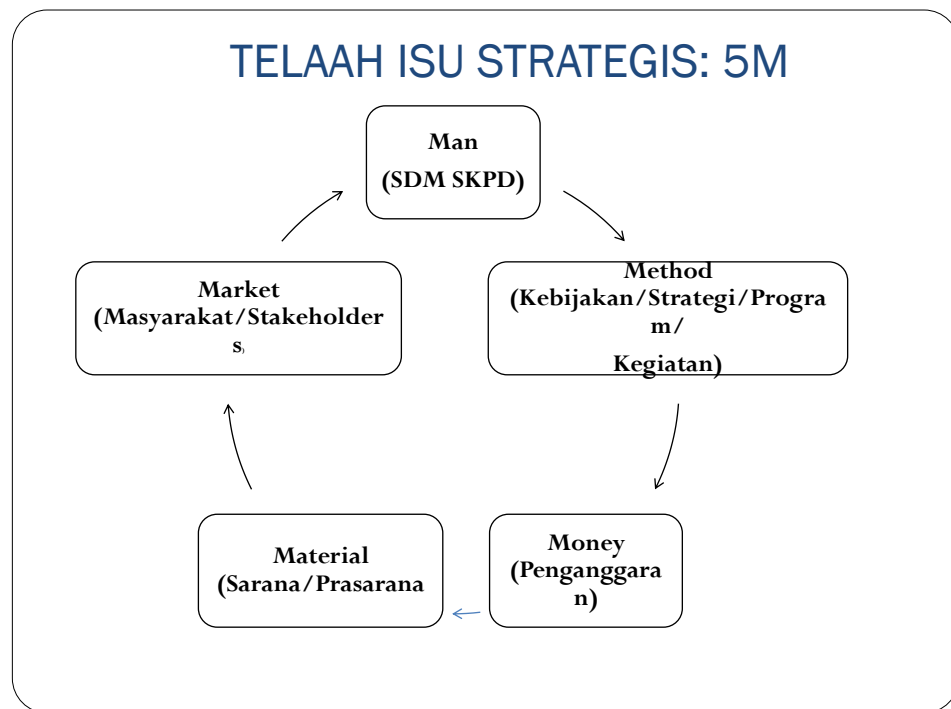 TELAAH ISU STRATEGIS: 5M
Man
(SDM SKPD)
Method
(Kebijakan/Strategi/Progra
m/
Kegiatan)
Money
(Penganggara
n)
Material
(Sarana/Prasarana
Market
(Masyarakat/Stakeholder
s)